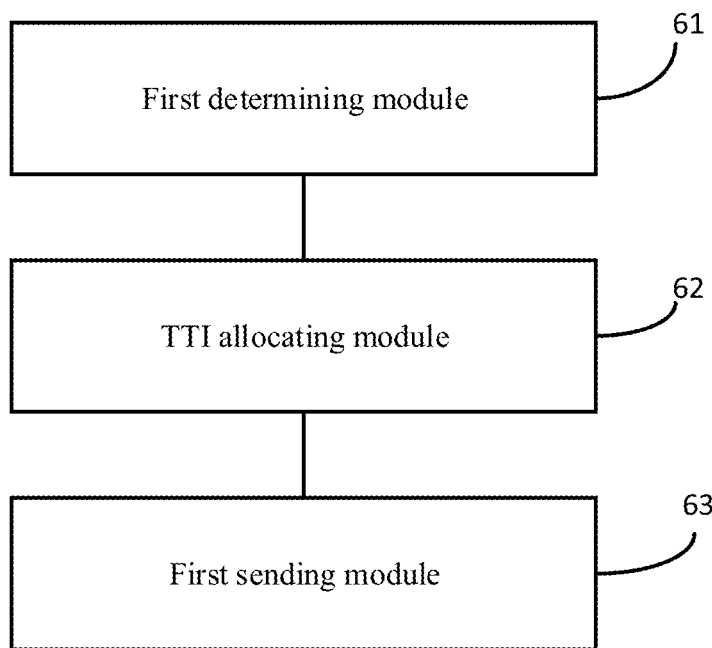 61
First determining module
62
TTI allocating module
63
First sending module